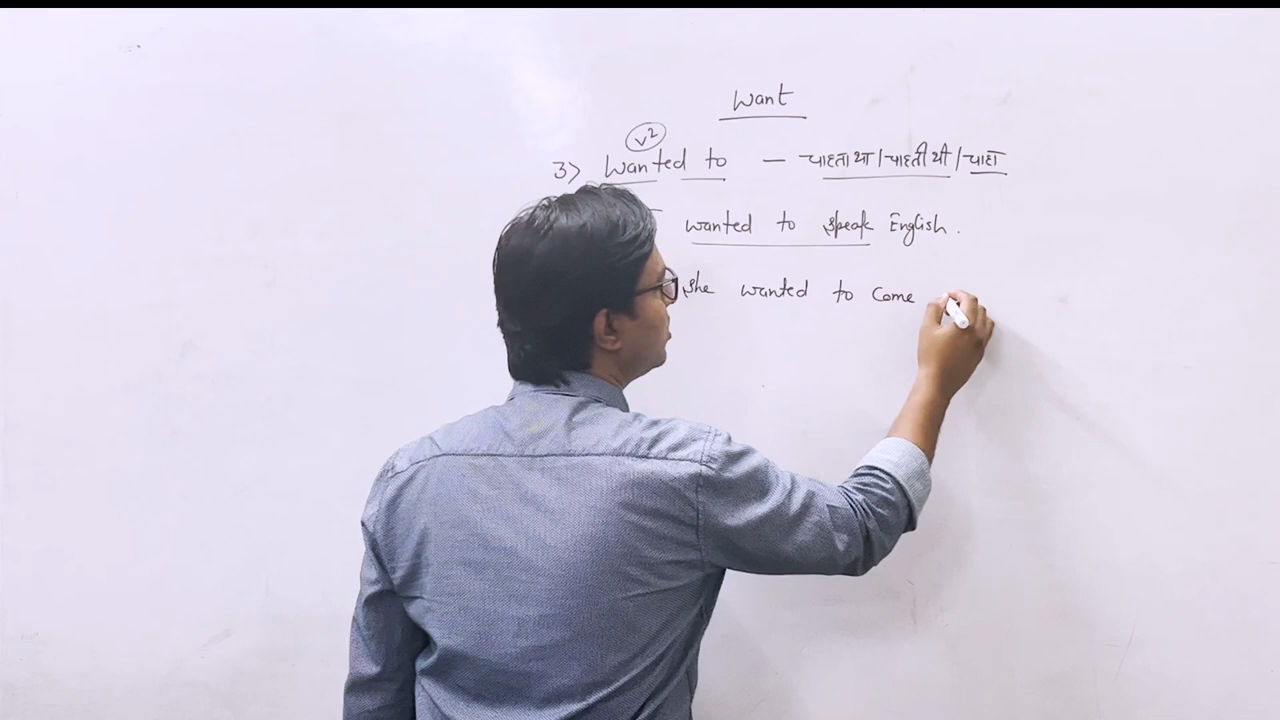 Want
V2
3> Wanted to — चाहता था/चाहती थी/चाहा
wanted to speak English.
she wanted to come